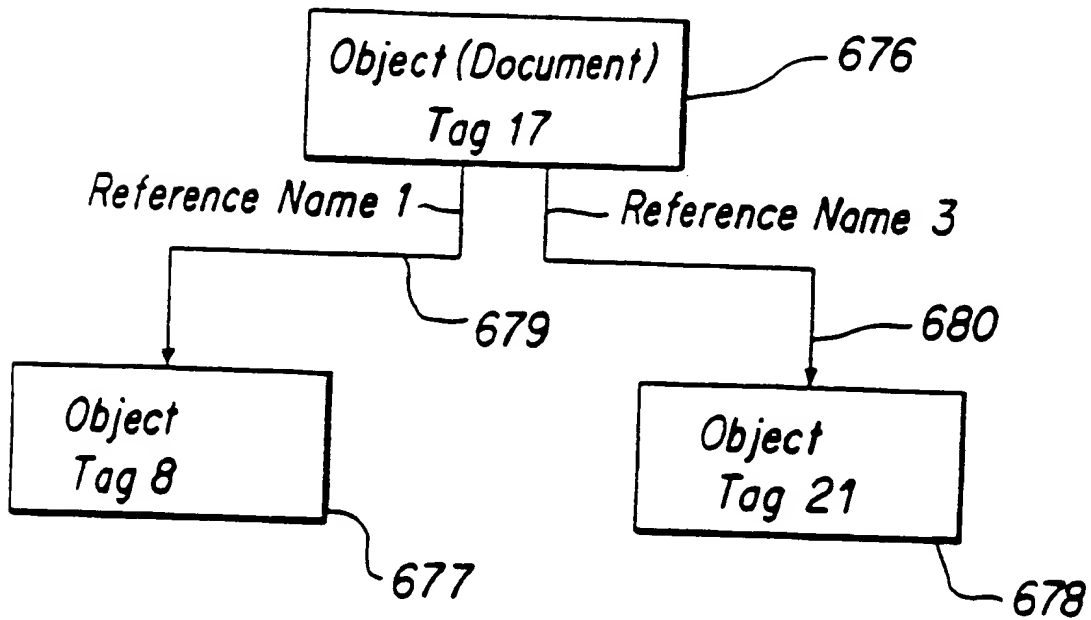 Object (Document)
Tag 17
676
Reference Name 1
Reference Name 3
679
680
Object
Tag 8
Object
Tag 21
677
678